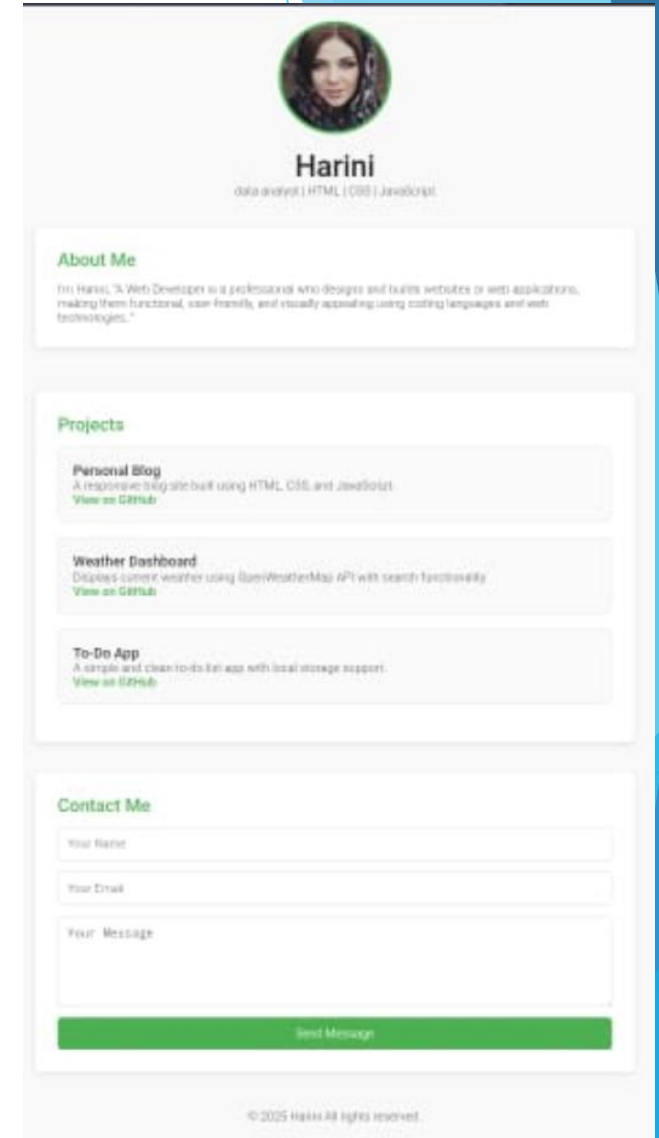 Harini
data analyst | HTML | CSS | JavaScript
About Me
I'm Harini, "A Web Developer is a professional who designs and builds websites or web applications,
making them functional, user-friendly, and visually appealing using coding languages and web
technologies."
Projects
Personal Blog
A responsive blog site built using HTML, CSS, and JavaScript.
View on GitHub
Weather Dashboard
Displays current weather using OpenWeatherMap API with search functionality.
View on GitHub
To-Do App
A simple and clean to-do list app with local storage support.
View on GitHub
Contact Me
Your Name
Your Email
Your Message
Send Message
© 2025 Harini All rights reserved.